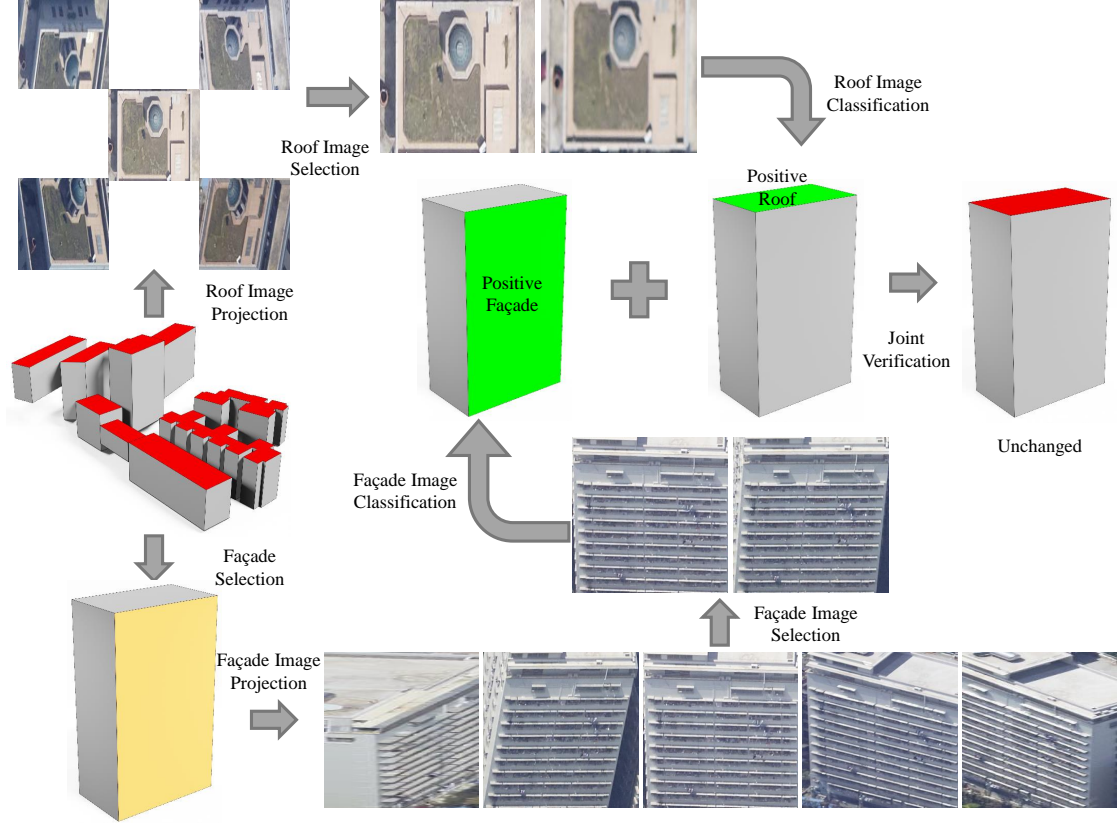 Roof Image
Selection
Roof Image
Classification
Positive
Roof
Roof Image
Projection
Positive
Façade
Joint
Verification
Unchanged
Façade Image
Classification
Façade
Selection
Façade Image
Selection
Façade Image
Projection